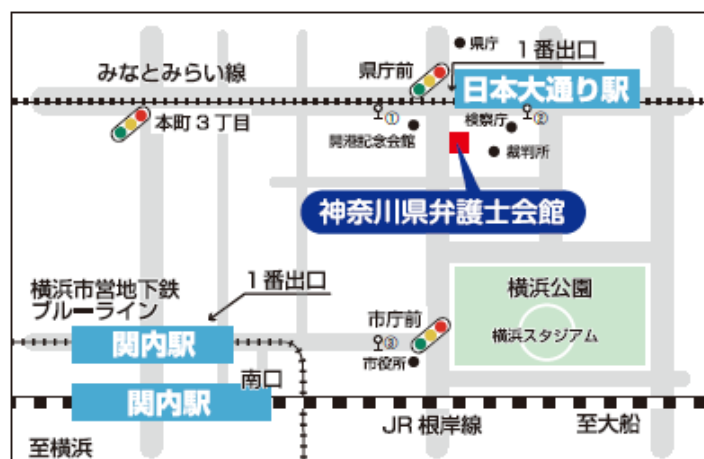 県庁
1番出口
みなとみらい線
県庁前
日本大通り駅
本町3丁目
①
検察庁
②
開港記念会館
裁判所
神奈川県弁護士会館
横浜市営地下鉄
ブルーライン
1番出口
横浜公園
市庁前
横浜スタジアム
関内駅
③
市役所
南口
関内駅
JR根岸線
至大船
至横浜